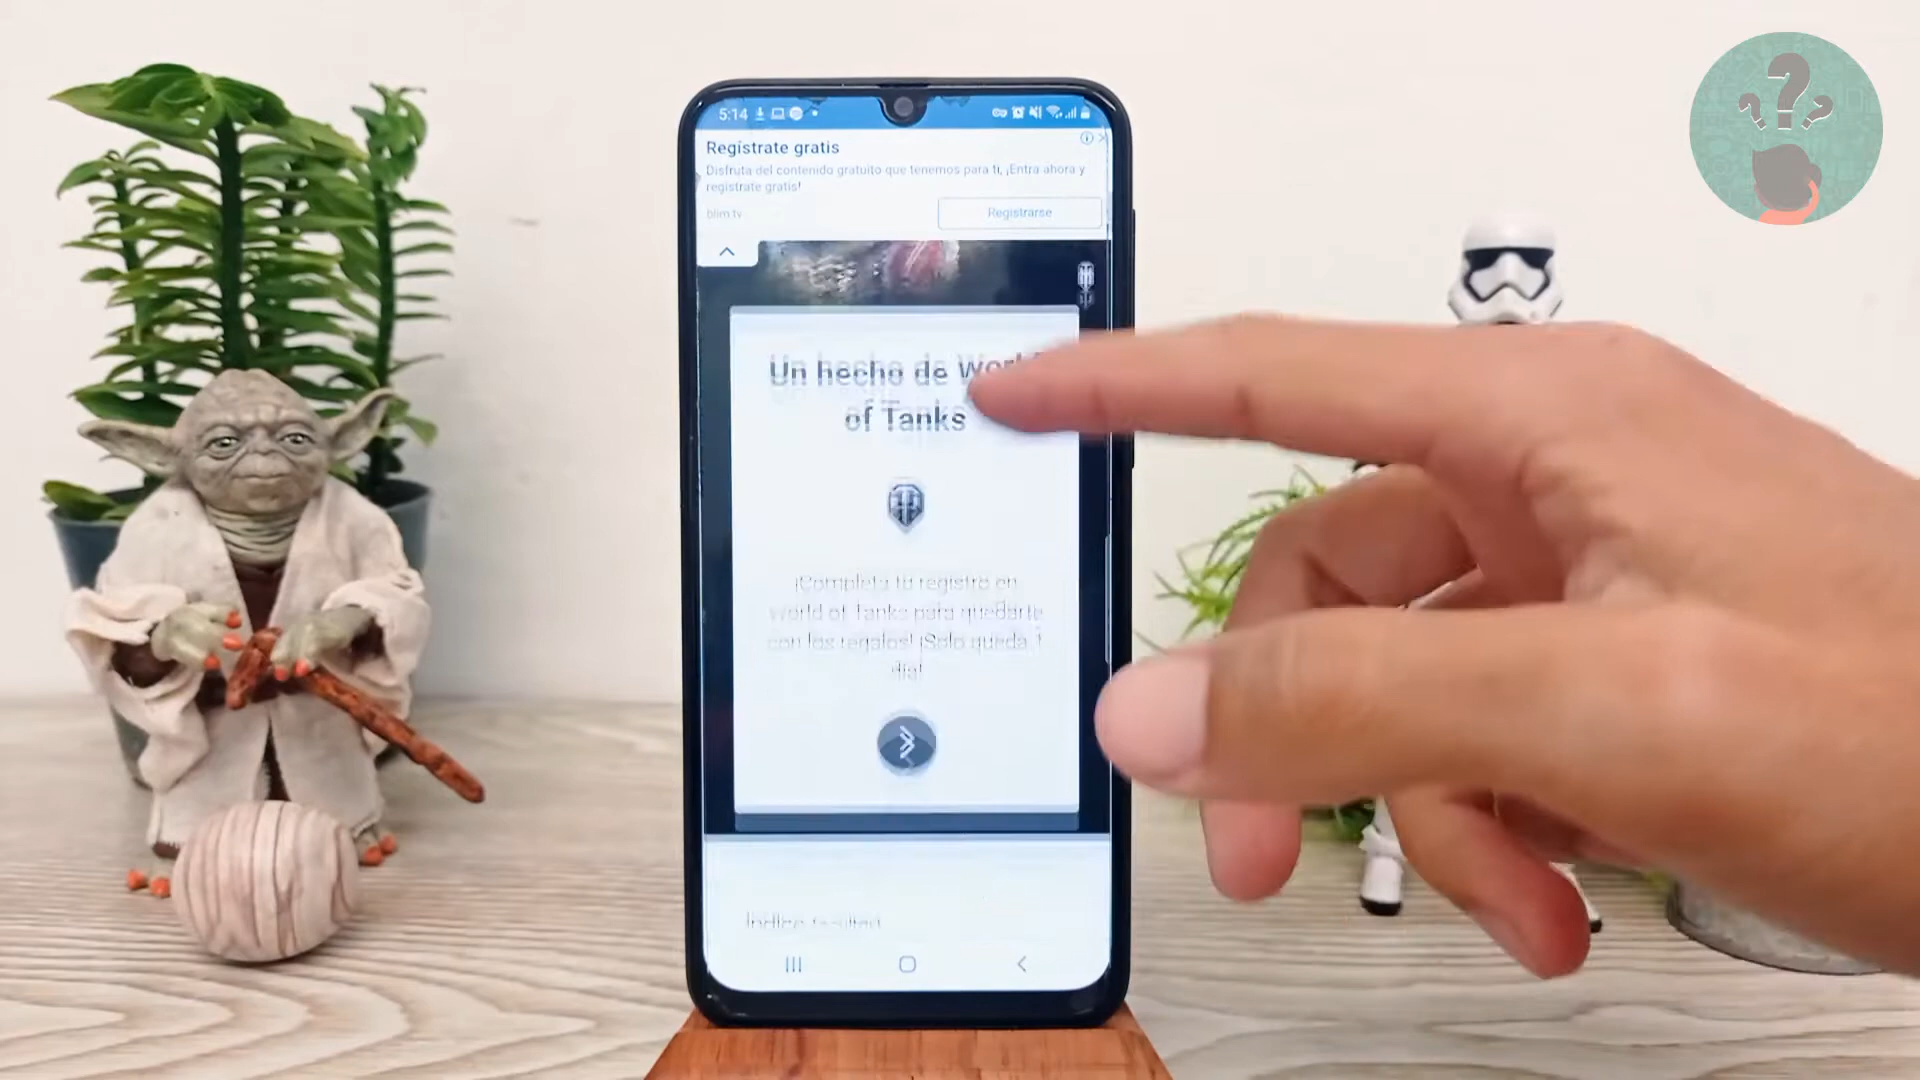 5:14
Regístrate gratis
Disfruta del contenido gratuito que tenemos para ti, ¡Entra ahora y
regístrate gratis!
blim.tv
Registrarse
Un hecho de World
of Tanks
¡Completa tu registro en
World of Tanks para quedarte
con los regalos! ¡Solo queda 1
día!